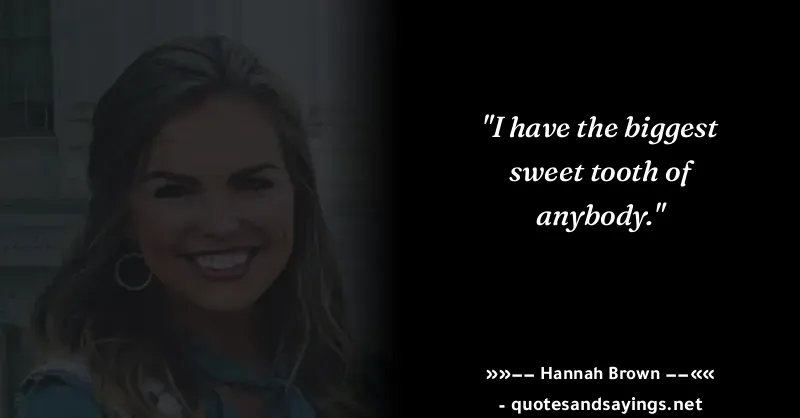 "I have the biggest
sweet tooth of
anybody."
»»−− Hannah Brown −−««
- quotesandsayings.net